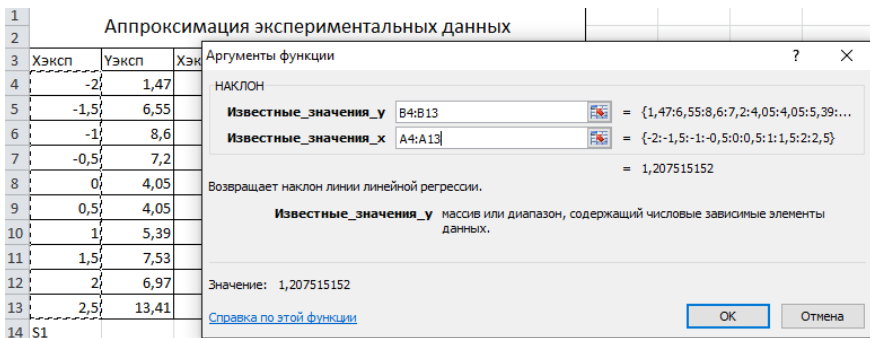 1
Аппроксимация экспериментальных данных
2
3 Хэксп Yэксп Хэк
4 -2 1,47
5 -1,5 6,55
6 -1 8,6
7 -0,5 7,2
8 0 4,05
9 0,5 4,05
10 1 5,39
11 1,5 7,53
12 2 6,97
13 2,5 13,41
14 S1
Аргументы функции ? X
НАКЛОН
Известные_значения_y B4:B13 = {1,47:6,55:8,6:7,2:4,05:4,05:5,39:...
Известные_значения_x A4:A13 = {-2:-1,5:-1:-0,5:0:0,5:1:1,5:2:2,5}
= 1,207515152
Возвращает наклон линии линейной регрессии.
Известные_значения_y массив или диапазон, содержащий числовые зависимые элементы
данных.
Значение: 1,207515152
Справка по этой функции
ОК Отмена